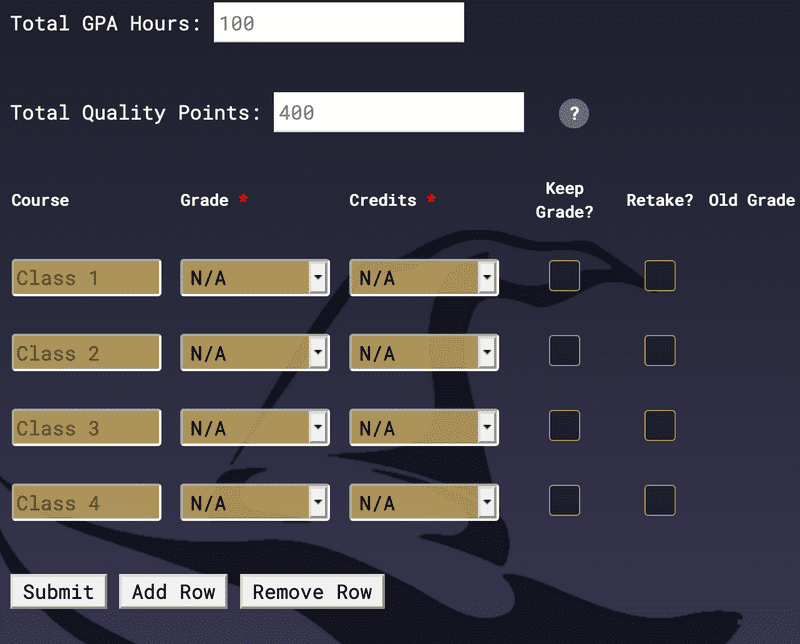 Total GPA Hours: 100
Total Quality Points: 400 ?
Course Grade * Credits * Keep Grade? Retake? Old Grade
Class 1 N/A N/A
Class 2 N/A N/A
Class 3 N/A N/A
Class 4 N/A N/A
Submit Add Row Remove Row